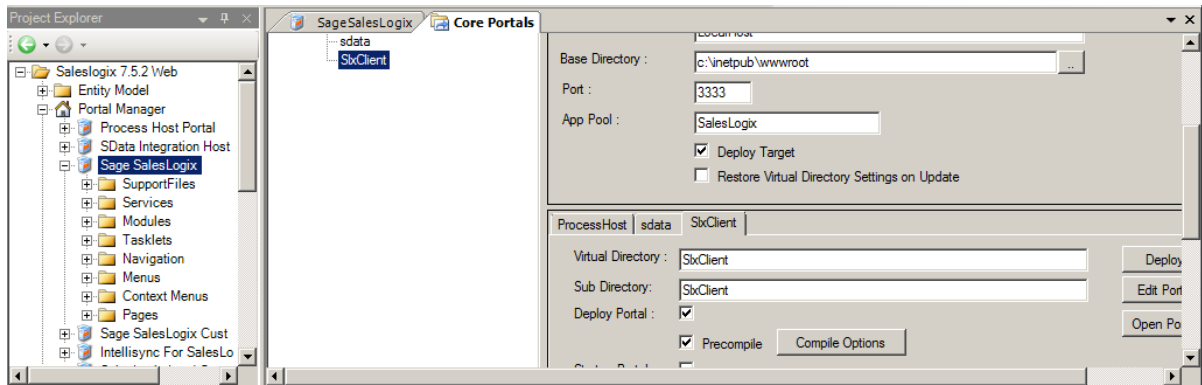 Project Explorer
SageSalesLogix
Core Portals
Saleslogix 7.5.2 Web
Entity Model
Portal Manager
Process Host Portal
SData Integration Host
Sage SalesLogix
SupportFiles
Services
Modules
Tasklets
Navigation
Menus
Context Menus
Pages
Sage SalesLogix Cust
Intellisync For SalesLo
sdata
SlxClient
Base Directory :
c:\inetpub\wwwroot
..
Port :
3333
App Pool :
SalesLogix
Deploy Target
Restore Virtual Directory Settings on Update
ProcessHost
sdata
SlxClient
Virtual Directory :
SlxClient
Deploy
Sub Directory:
SlxClient
Edit Port
Deploy Portal :
Open Po
Precompile
Compile Options